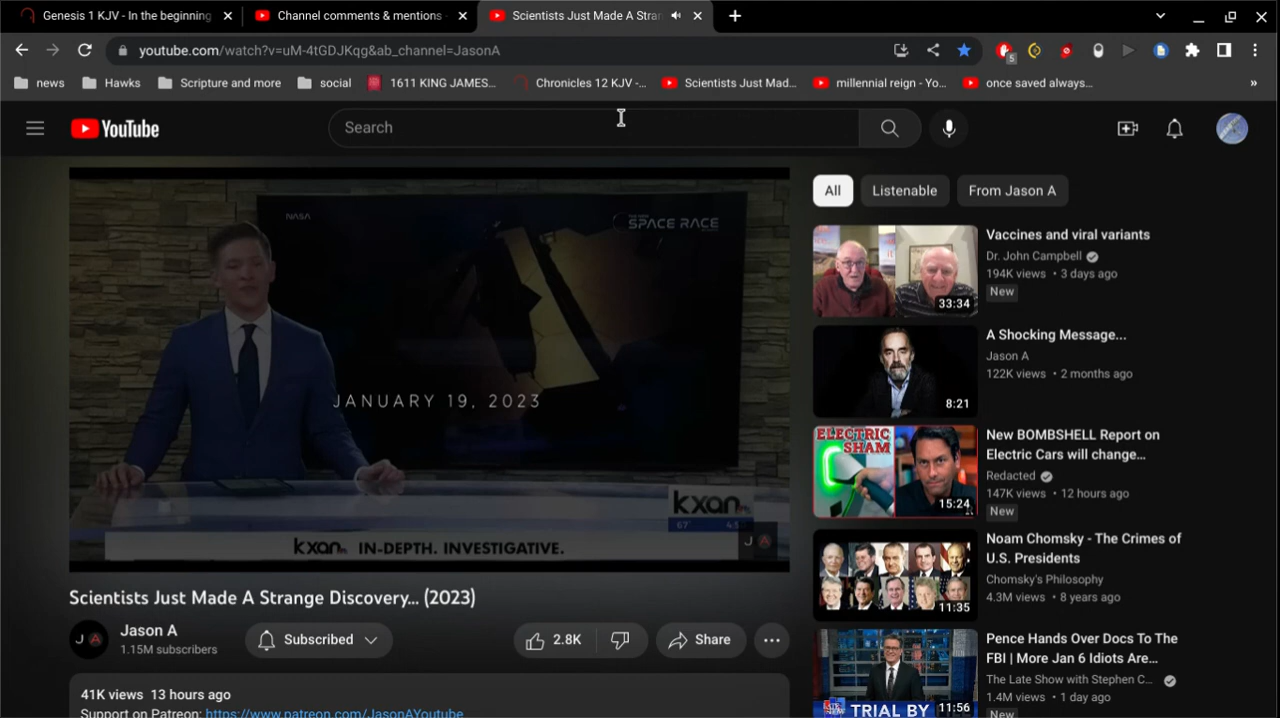 Genesis 1 KJV - In the beginning
Channel comments & mentions
Scientists Just Made A Stran
youtube.com/watch?v=uM-4tGDJKqg&ab_channel=JasonA
5
news
Hawks
Scripture and more
social
1611 KING JAMES...
Chronicles 12 KJV -...
Scientists Just Mad...
millennial reign - Yo...
once saved always...
»
YouTube
Search
All
Listenable
From Jason A
NASA
SPACE RACE
JANUARY 19, 2023
kxan
67°
J A
kxan IN-DEPTH. INVESTIGATIVE.
Scientists Just Made A Strange Discovery... (2023)
J A
Jason A
1.15M subscribers
Subscribed
2.8K
Share
41K views 13 hours ago
Support on Patreon: https://www.patreon.com/JasonAYoutube
33:34
Vaccines and viral variants
Dr. John Campbell
194K views • 3 days ago
New
8:21
A Shocking Message...
Jason A
122K views • 2 months ago
ELECTRIC
SHAM
15:24
New BOMBSHELL Report on
Electric Cars will change...
Redacted
147K views • 12 hours ago
New
11:35
Noam Chomsky - The Crimes of
U.S. Presidents
Chomsky's Philosophy
4.3M views • 8 years ago
TRIAL BY
11:56
Pence Hands Over Docs To The
FBI | More Jan 6 Idiots Are...
The Late Show with Stephen C...
1.4M views • 1 day ago
New